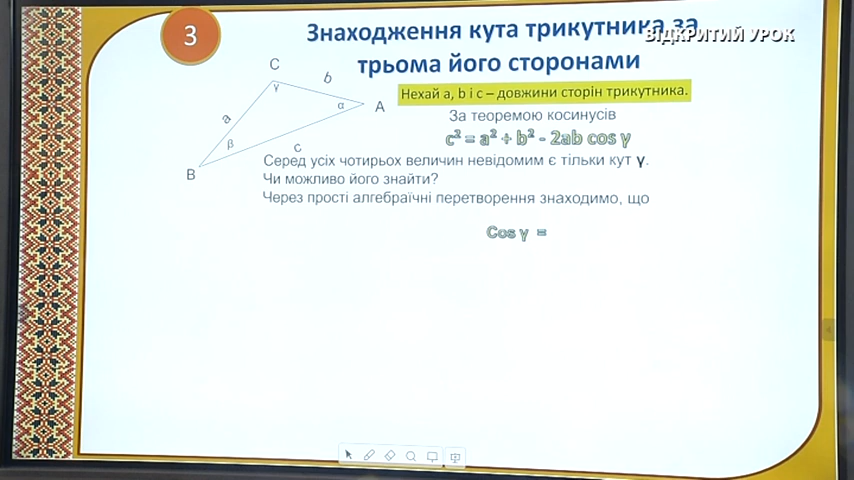 3
Знаходження кута трикутника за
трьома його сторонами
ВІДКРИТИЙ УРОК
C
b
γ
α
A
a
β
c
B
Нехай a, b і c – довжини сторін трикутника.
За теоремою косинусів
c² = a² + b² - 2ab cos γ
Серед усіх чотирьох величин невідомим є тільки кут γ.
Чи можливо його знайти?
Через прості алгебраїчні перетворення знаходимо, що
Cos γ =